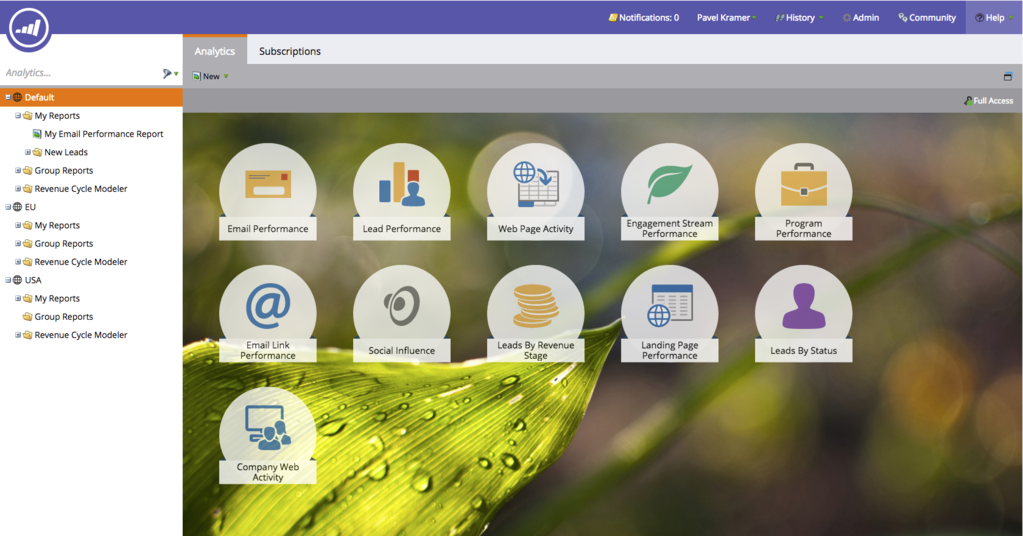 Notifications: 0
Pavel Kramer
History
Admin
Community
Help
Analytics
Subscriptions
Analytics...
New
Full Access
Default
My Reports
My Email Performance Report
New Leads
Group Reports
Revenue Cycle Modeler
EU
My Reports
Group Reports
Revenue Cycle Modeler
USA
My Reports
Group Reports
Revenue Cycle Modeler
Email Performance
Lead Performance
Web Page Activity
Engagement Stream
Performance
Program
Performance
Email Link
Performance
Social Influence
Leads By Revenue
Stage
Landing Page
Performance
Leads By Status
Company Web
Activity